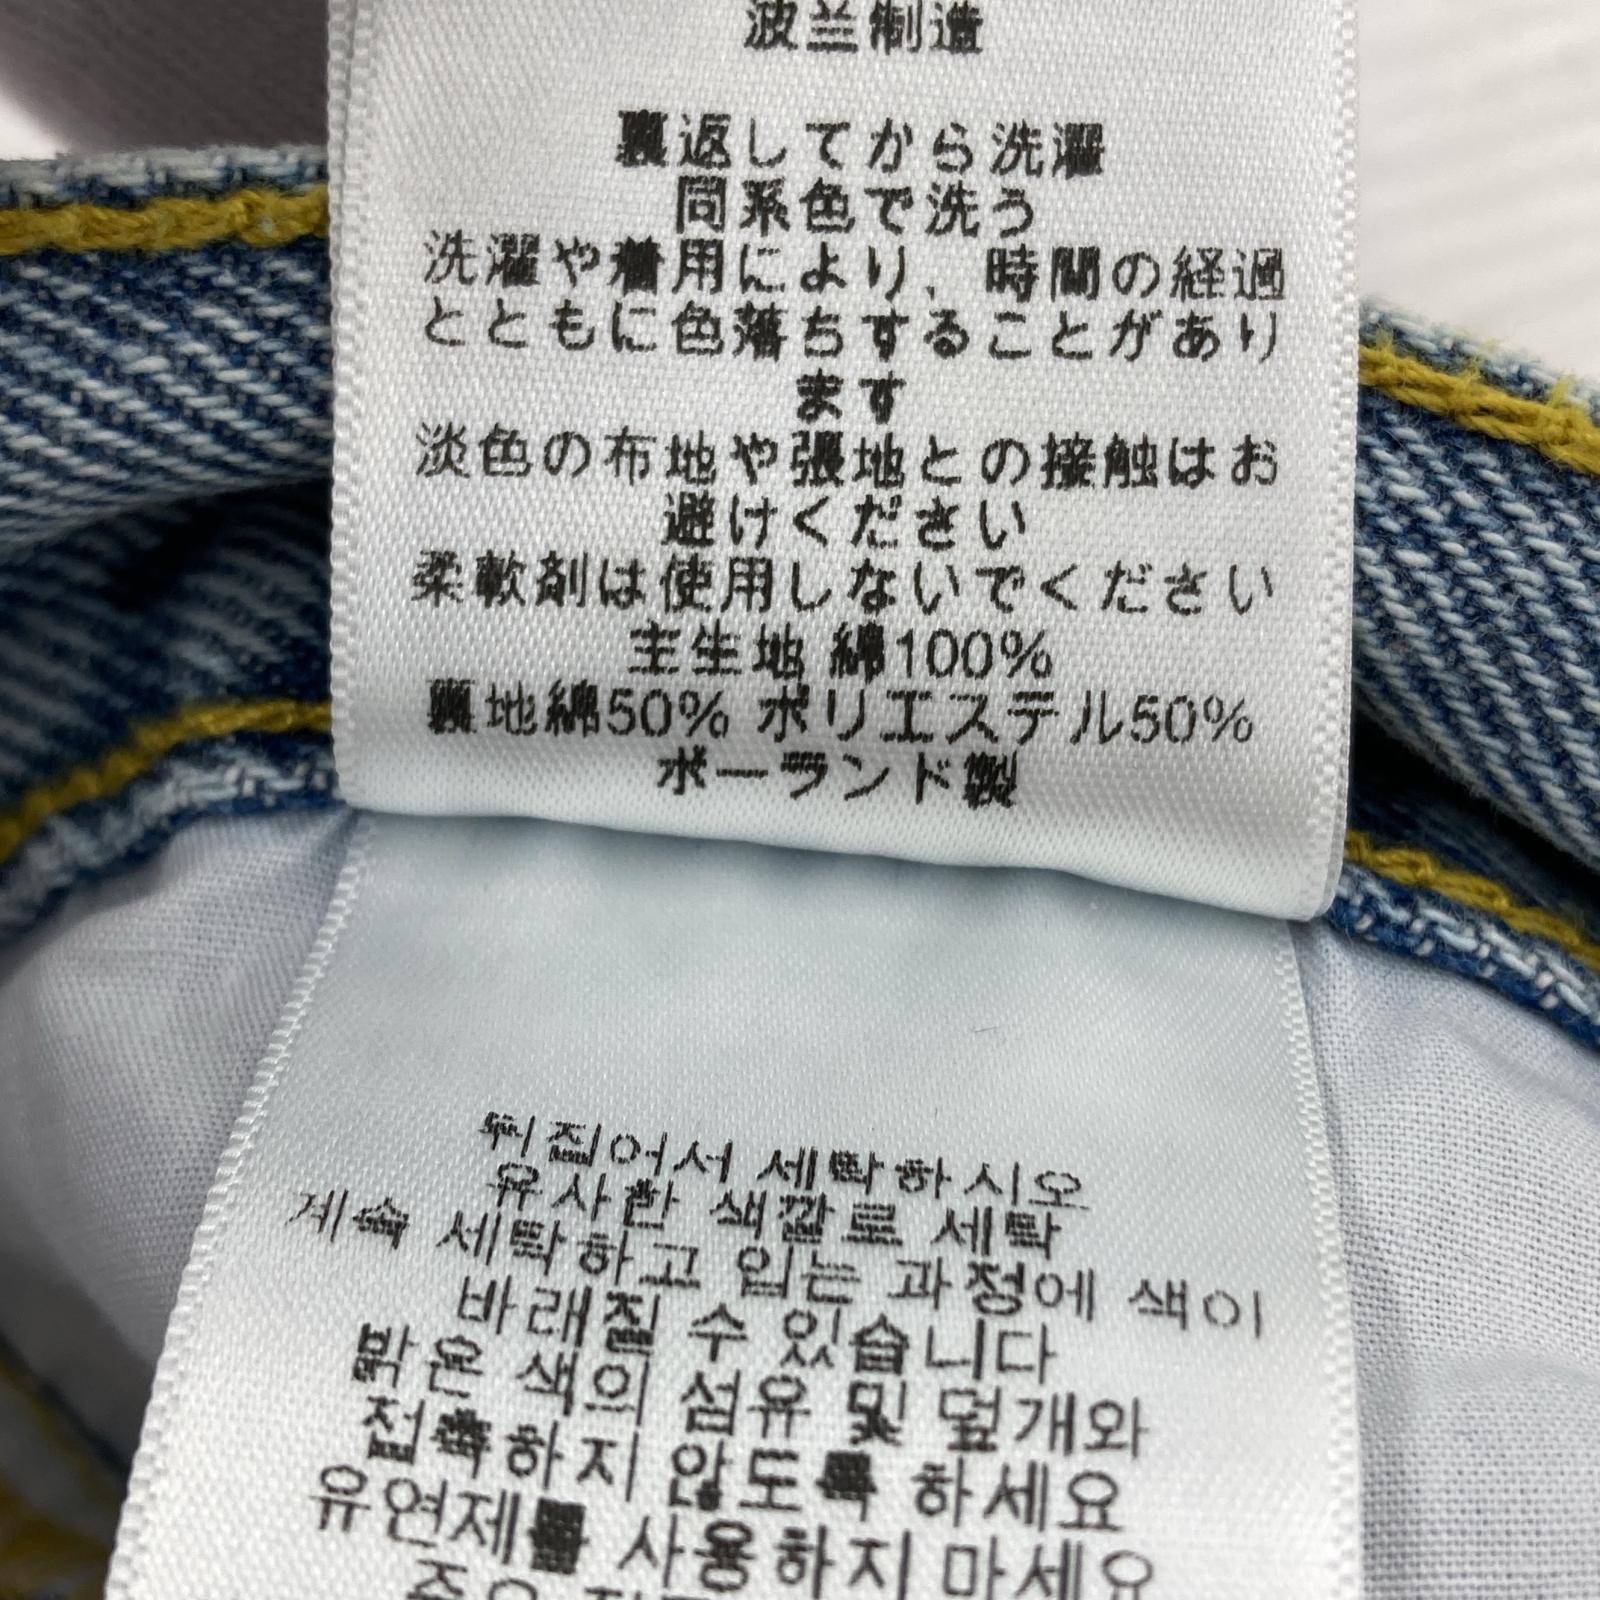 波兰制造
裏返してから洗濯
同系色で洗う
洗濯や着用により、時間の経過
とともに色落ちすることがあり
ます
淡色の布地や張地との接触はお
避けください
柔軟剤は使用しないでください
主生地 綿100%
裏地綿50% ポリエステル50%
ポーランド製
뒤집어서 세탁하시오
유사한 색깔로 세탁
계속 세탁하고 입는 과정에 색이
바래질 수 있습니다
밝은 색의 섬유 및 덮개와
접촉하지 않도록 하세요
유연제를 사용하지 마세요